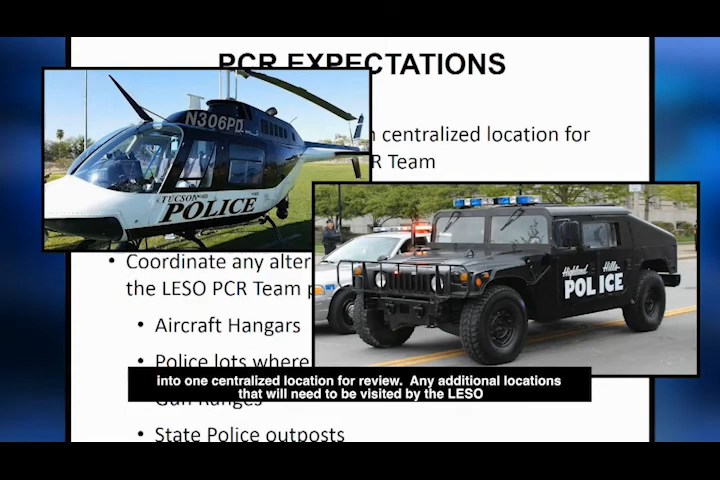 PCR EXPECTATIONS
centralized location for
Team
N306PD
TUCSON
POLICE
Highland Hills
POLICE
• Coordinate any
the LESO PCR Team
• Aircraft Hangars
• Police lots where
Gun Ranges
• State Police outposts
into one centralized location for review. Any additional locations
that will need to be visited by the LESO